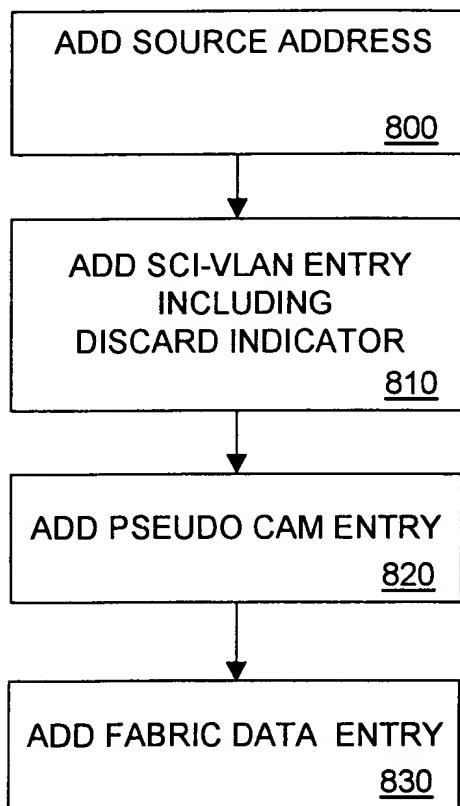 ADD SOURCE ADDRESS
800
ADD SCI-VLAN ENTRY
INCLUDING
DISCARD INDICATOR
810
ADD PSEUDO CAM ENTRY
820
ADD FABRIC DATA ENTRY
830